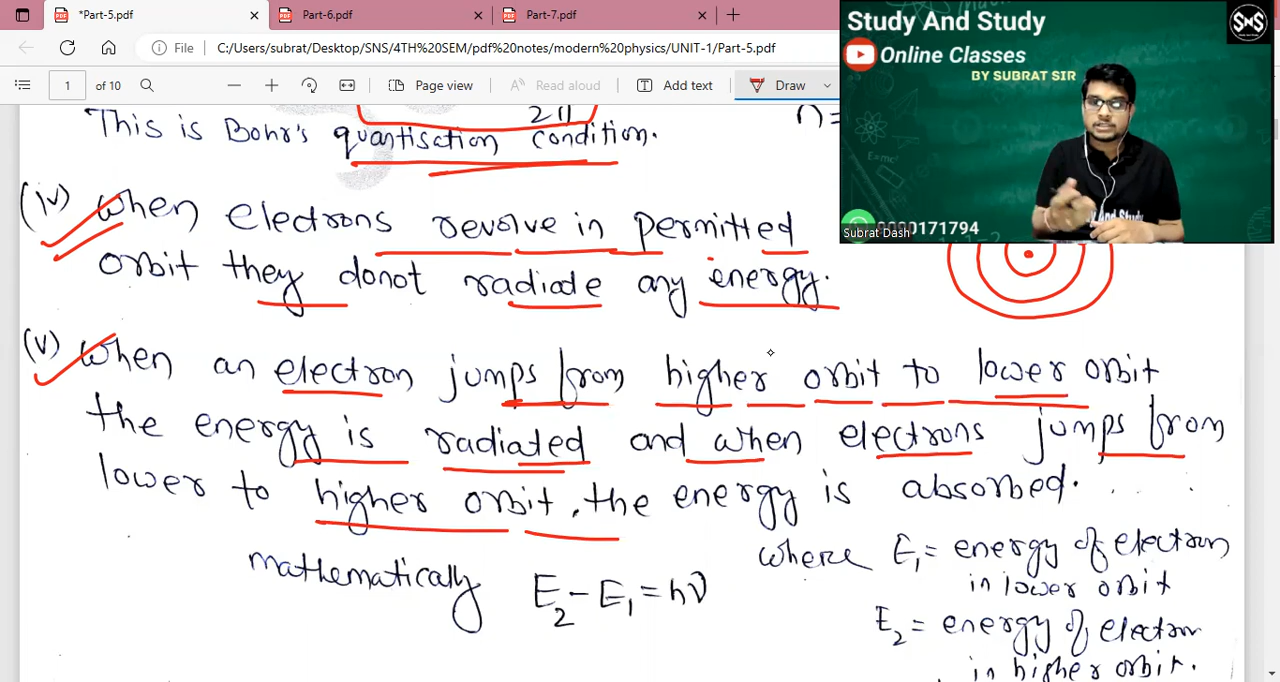 *Part-5.pdf
Part-6.pdf
Part-7.pdf
File
C:/Users/subrat/Desktop/SNS/4TH%20SEM/pdf%20notes/modern%20physics/UNIT-1/Part-5.pdf
1 of 10
Page view
Read aloud
Add text
Draw
Study And Study
SNS
Online Classes
BY SUBRAT SIR
And Study
171794
Subrat Dash
2π
This is Bohr's quantisation condition.
n=
(iv) When electrons revolve in permitted
orbit they donot radiate any energy.
(v) When an electron jumps from higher orbit to lower orbit
the energy is radiated and when electrons jumps from
lower to higher orbit, the energy is absorbed.
mathematically E₂ - E₁ = hν
where E₁ = energy of electron
in lower orbit
E₂ = energy of electron
in higher orbit.